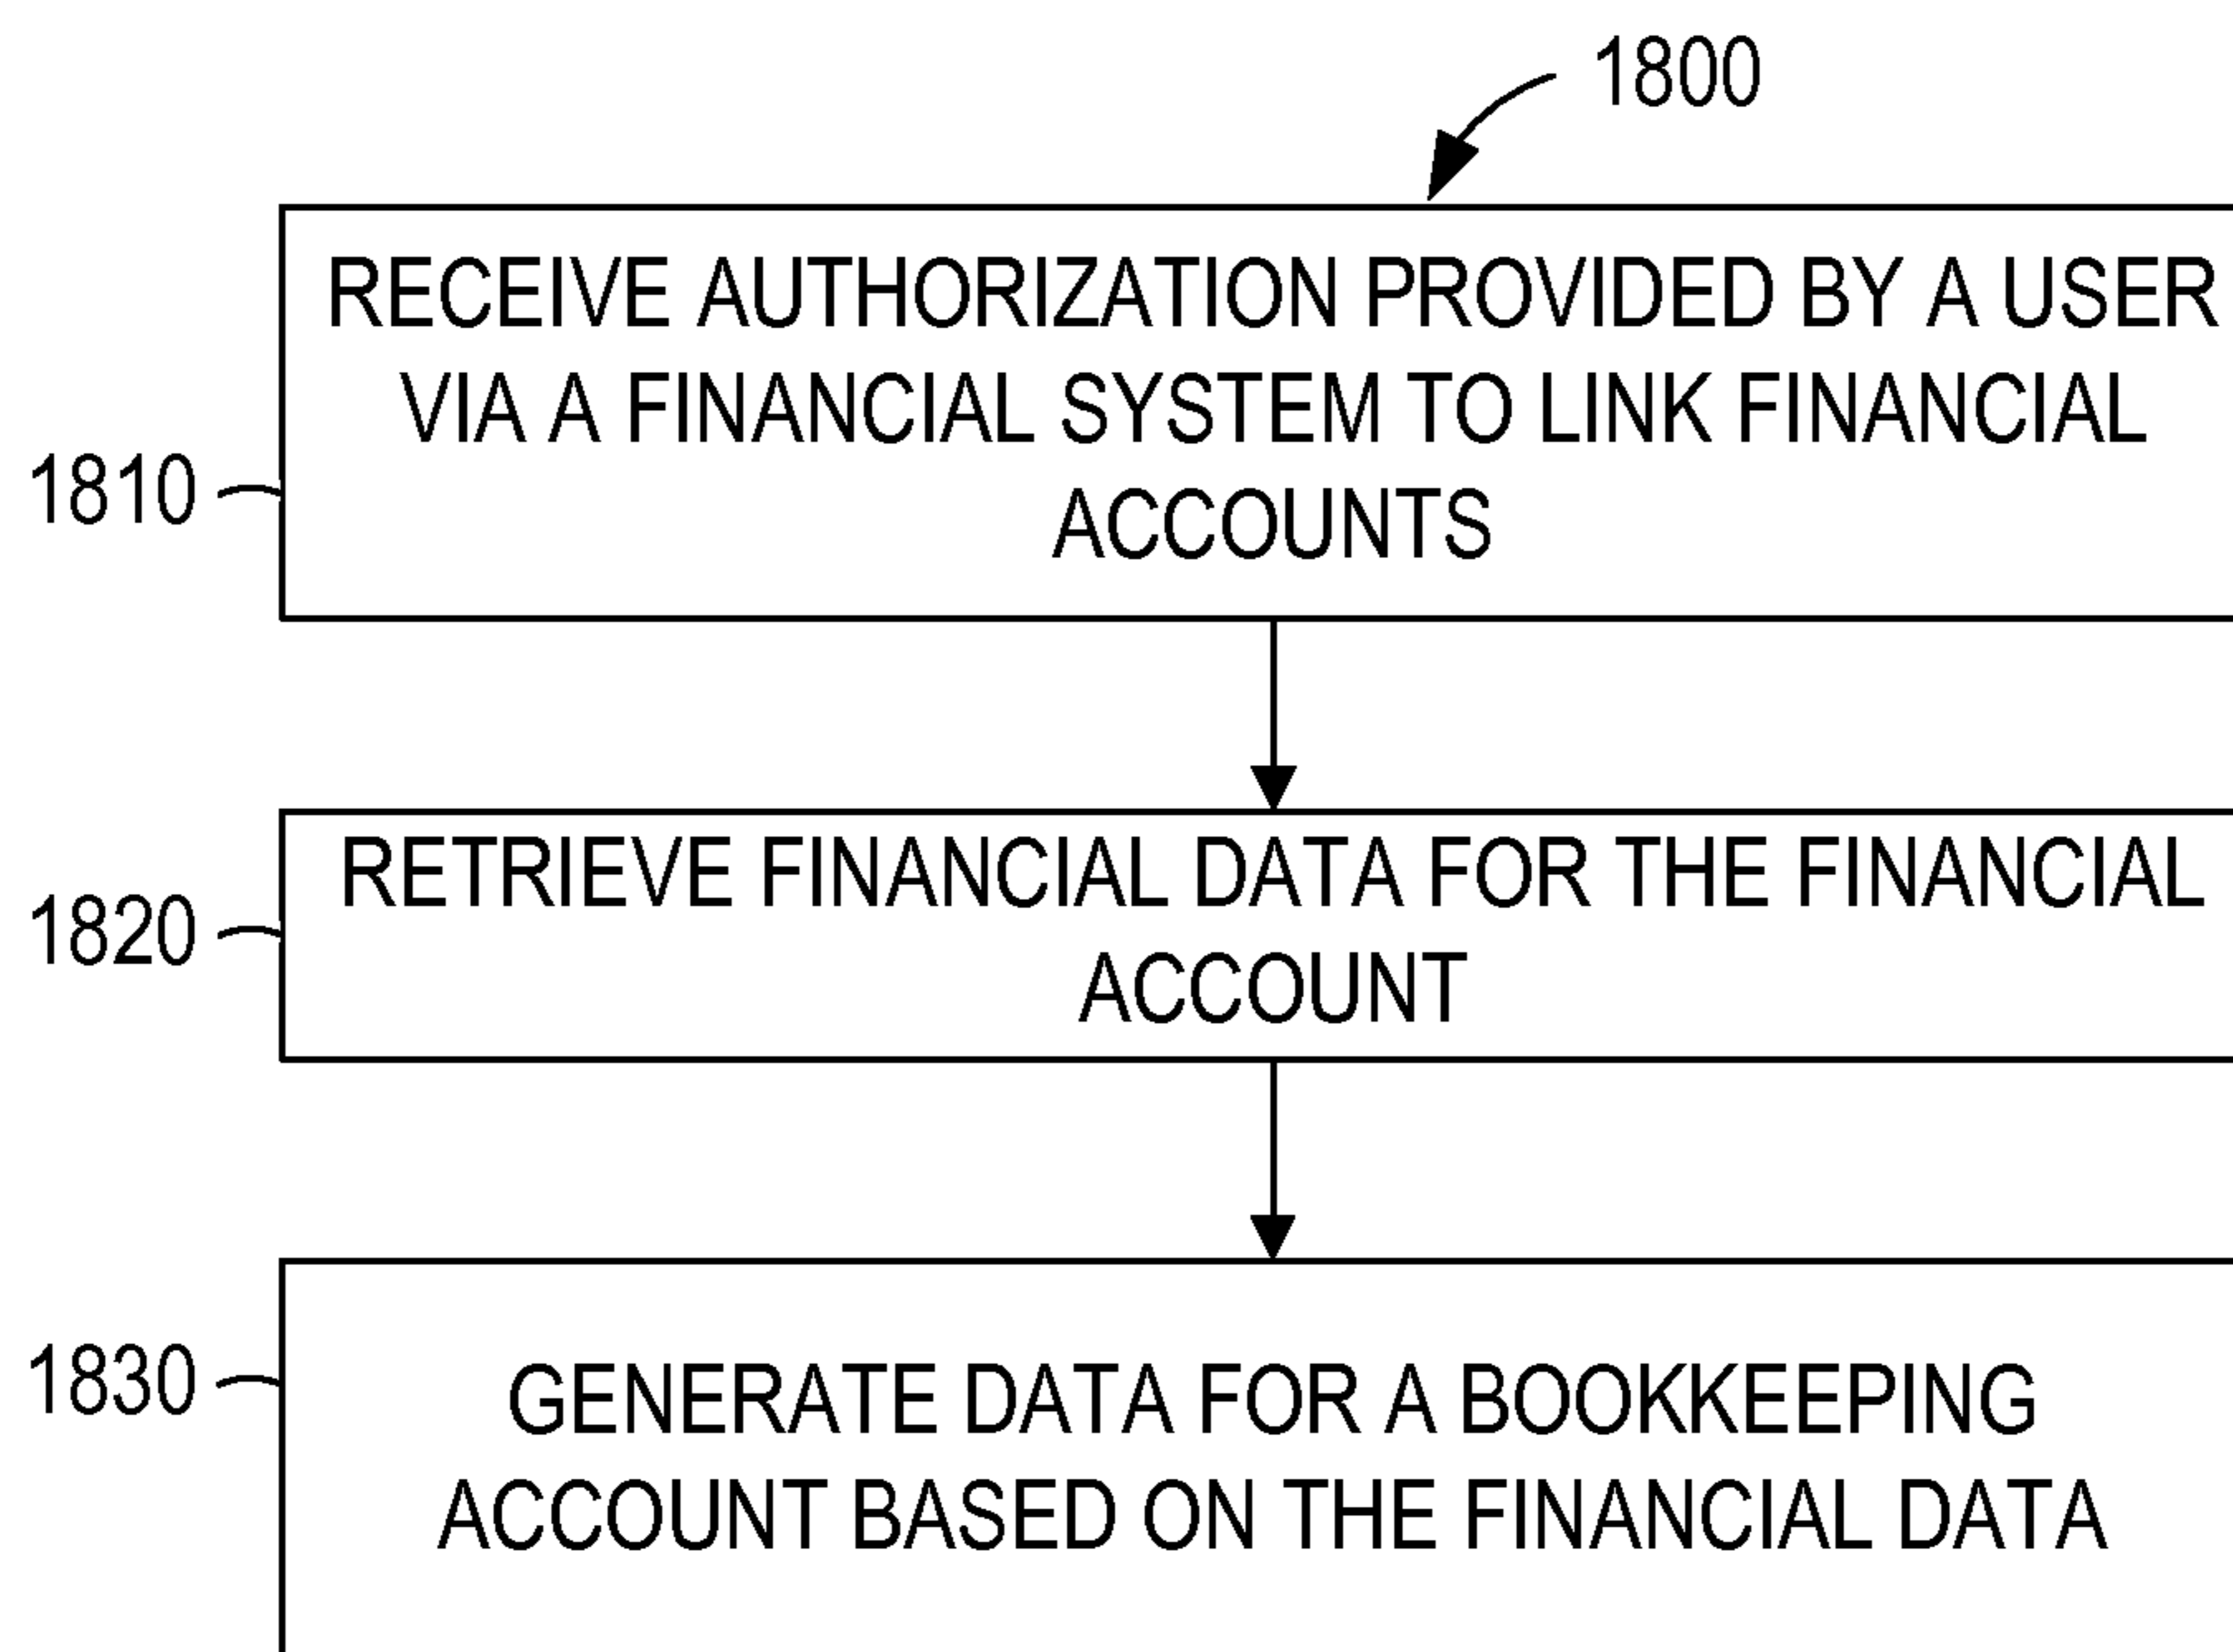 1800
RECEIVE AUTHORIZATION PROVIDED BY A USER
VIA A FINANCIAL SYSTEM TO LINK FINANCIAL
ACCOUNTS
1810
RETRIEVE FINANCIAL DATA FOR THE FINANCIAL
ACCOUNT
1820
GENERATE DATA FOR A BOOKKEEPING
ACCOUNT BASED ON THE FINANCIAL DATA
1830